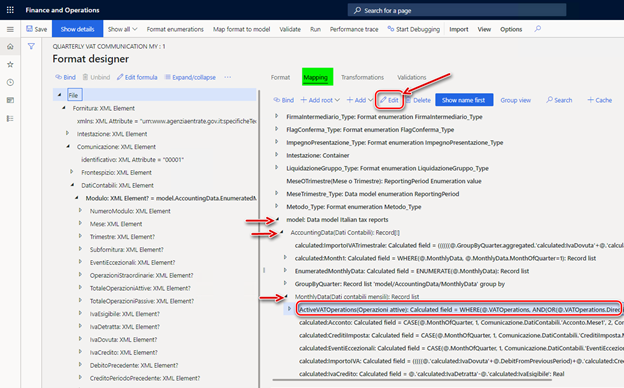 Finance and Operations
Search for a page
Save
Show details
Show all
Format enumerations
Map format to model
Validate
Run
Performance trace
Start Debugging
Import
View
Options
QUARTERLY VAT COMMUNICATION MY : 1
Format designer
Bind
Unbind
Edit formula
Expand/collapse
File
Fornitura: XML Element
xmlns: XML Attribute = "urn:www.agenziaentrate.gov.it:specificheTec
Intestazione: XML Element
Comunicazione: XML Element
identificativo: XML Attribute = "00001"
Frontespizio: XML Element
DatiContabili: XML Element
Modulo: XML Element? = model.AccountingData.EnumeratedM
NumeroModulo: XML Element
Mese: XML Element
Trimestre: XML Element?
Subfornitura: XML Element?
EventiEccezionali: XML Element?
OperazioniStraordinarie: XML Element?
TotaleOperazioniAttive: XML Element?
TotaleOperazioniPassive: XML Element?
IvaEsigibile: XML Element?
IvaDetratta: XML Element?
IvaDovuta: XML Element?
IvaCredito: XML Element?
DebitoPrecedente: XML Element?
CreditoPeriodoPrecedente: XML Element?
Format
Mapping
Transformations
Validations
Bind
Add root
Add
Edit
Delete
Show name first
Group view
Search
Cache
FirmaIntermediario_Type: Format enumeration FirmaIntermediario_Type
FlagConferma_Type: Format enumeration FlagConferma_Type
ImpegnoPresentazione_Type: Format enumeration ImpegnoPresentazione_Type
Intestazione: Container
LiquidazioneGruppo_Type: Format enumeration LiquidazioneGruppo_Type
MeseOTrimestre(Mese o Trimestre): ReportingPeriod Enumeration value
MeseTrimestre_Type: Data model enumeration ReportingPeriod
Metodo_Type: Format enumeration Metodo_Type
model: Data model Italian tax reports
AccountingData(Dati Contabili): Record[!]
calculated:ImportoIVATrimestrale: Calculated field = ((((((@.GroupByQuarter.aggregated.'calculated:IvaDovuta'+@.'calculated
calculated:Month1: Calculated field = WHERE(@.MonthlyData, @.MonthlyData.MonthOfQuarter=1): Record list
EnumeratedMonthlyData: Calculated field = ENUMERATE(@.MonthlyData): Record list
GroupByQuarter: Record list 'model/AccountingData/MonthlyData' group by
MonthlyData(Dati contabili mensili): Record list
ActiveVATOperations(Operazioni attive): Calculated field = WHERE(@.VATOperations, AND(OR(@.VATOperations.Direc
calculated:Acconto: Calculated field = CASE(@.MonthOfQuarter, 1, Comunicazione.DatiContabili.'Acconto.Mese1', 2, Com
calculated:CreditiImposta: Calculated field = CASE(@.MonthOfQuarter, 1, Comunicazione.DatiContabili.'CreditiImposta.M
calculated:EventiEccezionali: Calculated field = CASE(@.MonthOfQuarter, 1, Comunicazione.DatiContabili.'EventiEccezion
calculated:ImportoIVA: Calculated field = (((((@.'calculated:IvaDovuta'+@.DebitFromPreviousPeriod)+@.'calculated:Credi
calculated:IvaCredito: Calculated field = @.'calculated:IvaDetratta'-@.'calculated:IvaEsigibile': Real